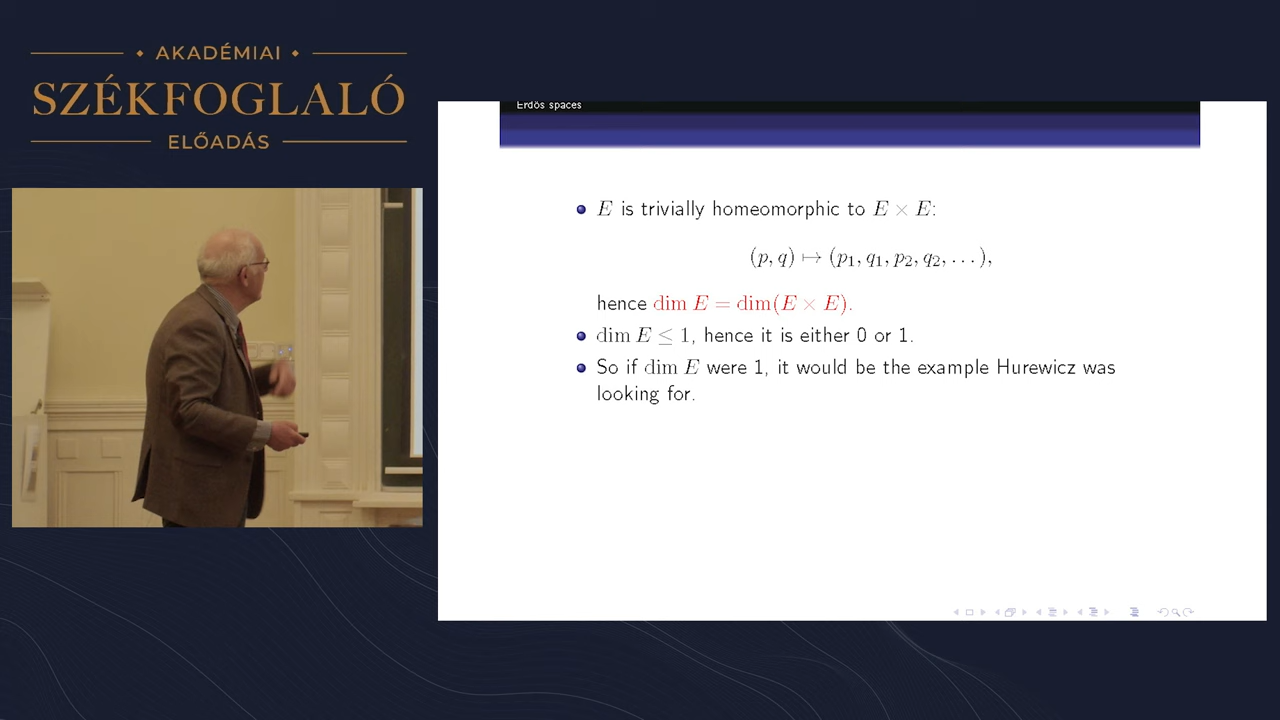 AKADÉMIAI
SZÉKFOGLALÓ
ELŐADÁS
Erdős spaces
E is trivially homeomorphic to E × E:
(p, q) ↦ (p₁, q₁, p₂, q₂, . . . ),
hence dim E = dim(E × E).
dim E ≤ 1, hence it is either 0 or 1.
So if dim E were 1, it would be the example Hurewicz was
looking for.